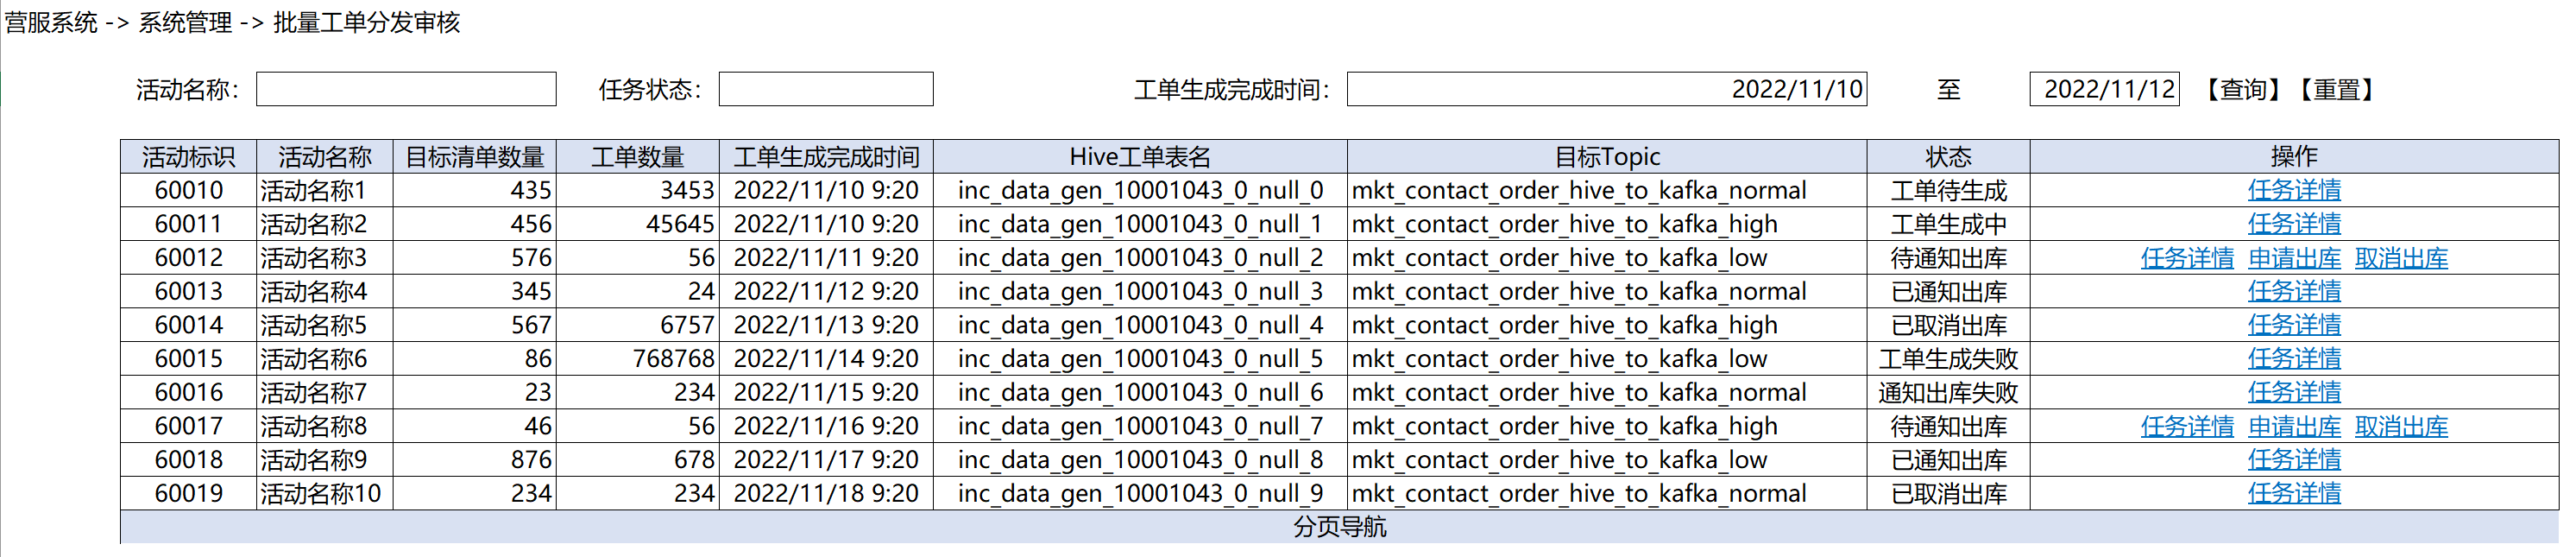 营服系统 -> 系统管理 -> 批量工单分发审核
活动名称： 任务状态： 工单生成完成时间： 2022/11/10 至 2022/11/12 【查询】【重置】
活动标识 活动名称 目标清单数量 工单数量 工单生成完成时间 Hive工单表名 目标Topic 状态 操作
60010 活动名称1 435 3453 2022/11/10 9:20 inc_data_gen_10001043_0_null_0 mkt_contact_order_hive_to_kafka_normal 工单待生成 任务详情
60011 活动名称2 456 45645 2022/11/10 9:20 inc_data_gen_10001043_0_null_1 mkt_contact_order_hive_to_kafka_high 工单生成中 任务详情
60012 活动名称3 576 56 2022/11/11 9:20 inc_data_gen_10001043_0_null_2 mkt_contact_order_hive_to_kafka_low 待通知出库 任务详情 申请出库 取消出库
60013 活动名称4 345 24 2022/11/12 9:20 inc_data_gen_10001043_0_null_3 mkt_contact_order_hive_to_kafka_normal 已通知出库 任务详情
60014 活动名称5 567 6757 2022/11/13 9:20 inc_data_gen_10001043_0_null_4 mkt_contact_order_hive_to_kafka_high 已取消出库 任务详情
60015 活动名称6 86 768768 2022/11/14 9:20 inc_data_gen_10001043_0_null_5 mkt_contact_order_hive_to_kafka_low 工单生成失败 任务详情
60016 活动名称7 23 234 2022/11/15 9:20 inc_data_gen_10001043_0_null_6 mkt_contact_order_hive_to_kafka_normal 通知出库失败 任务详情
60017 活动名称8 46 56 2022/11/16 9:20 inc_data_gen_10001043_0_null_7 mkt_contact_order_hive_to_kafka_high 待通知出库 任务详情 申请出库 取消出库
60018 活动名称9 876 678 2022/11/17 9:20 inc_data_gen_10001043_0_null_8 mkt_contact_order_hive_to_kafka_low 已通知出库 任务详情
60019 活动名称10 234 234 2022/11/18 9:20 inc_data_gen_10001043_0_null_9 mkt_contact_order_hive_to_kafka_normal 已取消出库 任务详情
分页导航